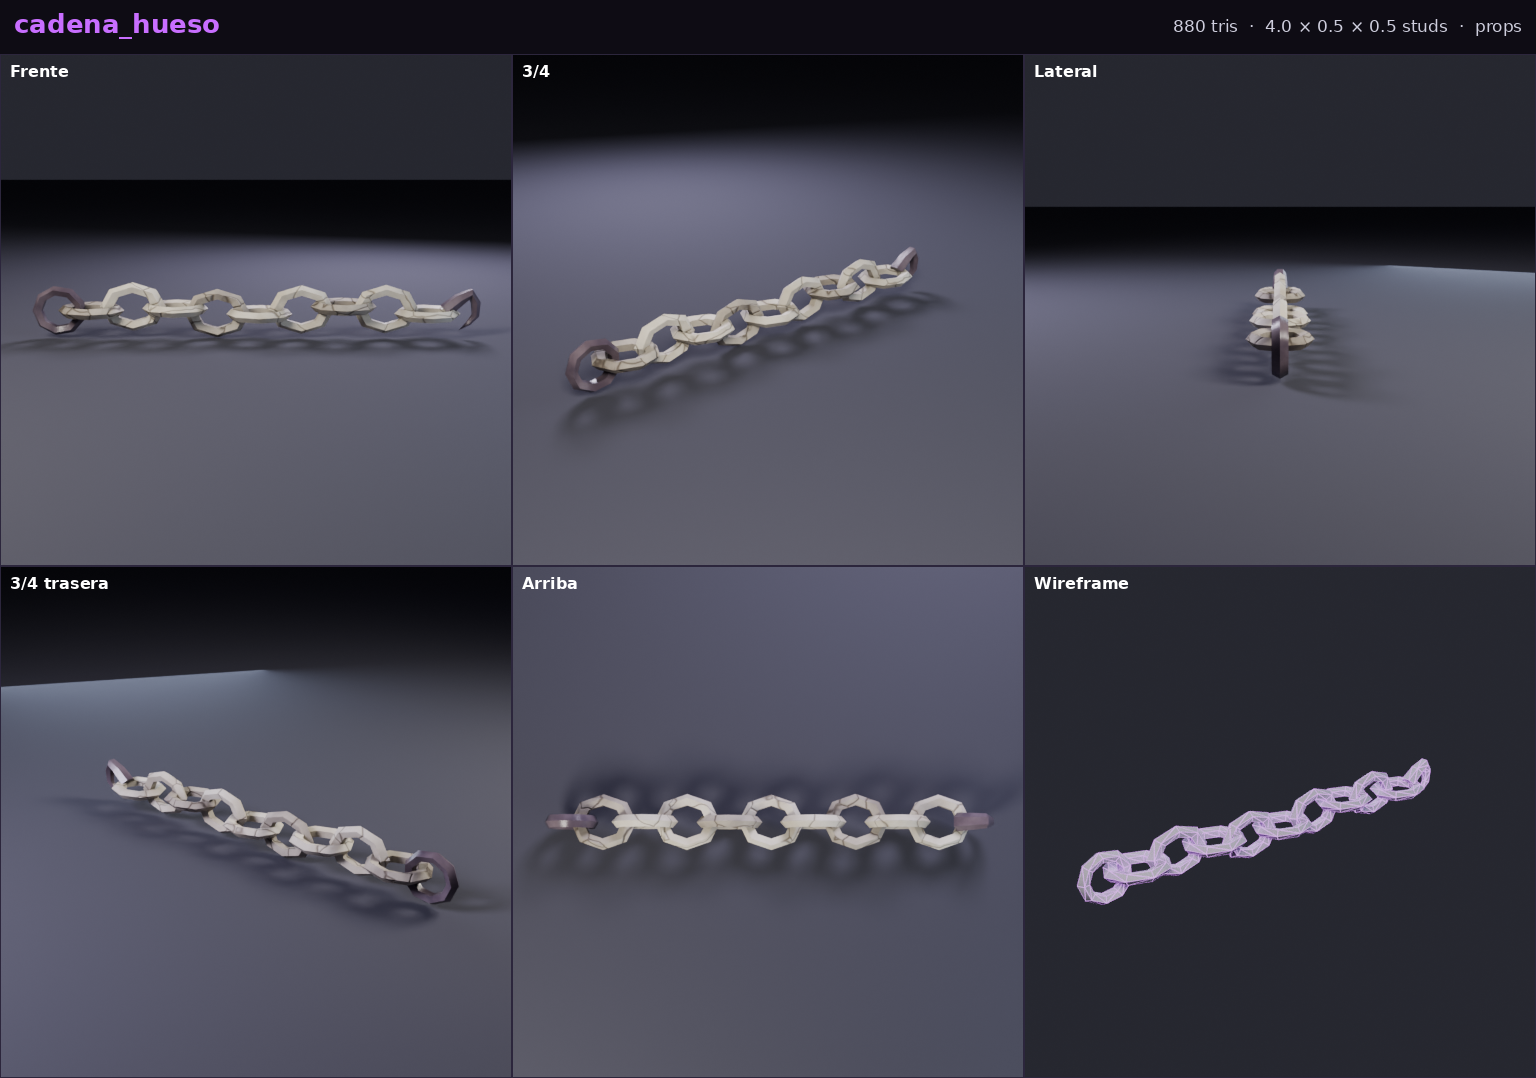 cadena_hueso
880 tris · 4.0 × 0.5 × 0.5 studs · props
Frente
3/4
Lateral
3/4 trasera
Arriba
Wireframe